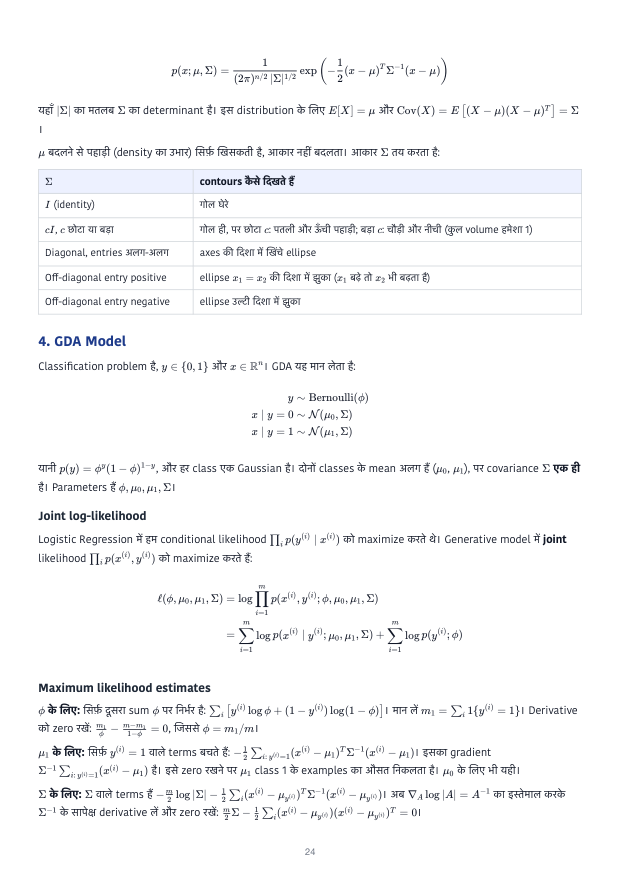 p(x; μ, Σ) = 1 / ((2π)^{n/2} |Σ|^{1/2}) exp(−1/2 (x − μ)^T Σ^{−1} (x − μ))
यहाँ |Σ| का मतलब Σ का determinant है। इस distribution के लिए E[X] = μ और Cov(X) = E[(X − μ)(X − μ)^T] = Σ
।
μ बदलने से पहाड़ी (density का उभार) सिर्फ़ खिसकती है, आकार नहीं बदलता। आकार Σ तय करता है:
Σ contours कैसे दिखते हैं
I (identity) गोल घेरे
cI, c छोटा या बड़ा गोल ही, पर छोटा c: पतली और ऊँची पहाड़ी; बड़ा c: चौड़ी और नीची (कुल volume हमेशा 1)
Diagonal, entries अलग-अलग axes की दिशा में खिंचे ellipse
Off-diagonal entry positive ellipse x₁ = x₂ की दिशा में झुका (x₁ बढ़े तो x₂ भी बढ़ता है)
Off-diagonal entry negative ellipse उल्टी दिशा में झुका
4. GDA Model
Classification problem है, y ∈ {0, 1} और x ∈ ℝⁿ। GDA यह मान लेता है:
y ∼ Bernoulli(ϕ)
x | y = 0 ∼ 𝒩(μ₀, Σ)
x | y = 1 ∼ 𝒩(μ₁, Σ)
यानी p(y) = ϕ^y(1 − ϕ)^{1−y}, और हर class एक Gaussian है। दोनों classes के mean अलग हैं (μ₀, μ₁), पर covariance Σ एक ही
है। Parameters हैं ϕ, μ₀, μ₁, Σ।
Joint log-likelihood
Logistic Regression में हम conditional likelihood ∏_i p(y^{(i)} | x^{(i)}) को maximize करते थे। Generative model में joint
likelihood ∏_i p(x^{(i)}, y^{(i)}) को maximize करते हैं:
ℓ(ϕ, μ₀, μ₁, Σ) = log ∏_{i=1}^{m} p(x^{(i)}, y^{(i)}; ϕ, μ₀, μ₁, Σ)
= ∑_{i=1}^{m} log p(x^{(i)} | y^{(i)}; μ₀, μ₁, Σ) + ∑_{i=1}^{m} log p(y^{(i)}; ϕ)
Maximum likelihood estimates
ϕ के लिए: सिर्फ़ दूसरा sum ϕ पर निर्भर है: ∑_i [y^{(i)} log ϕ + (1 − y^{(i)}) log(1 − ϕ)]। मान लें m₁ = ∑_i 1{y^{(i)} = 1}। Derivative
को zero रखें: m₁/ϕ − (m−m₁)/(1−ϕ) = 0, जिससे ϕ = m₁/m।
μ₁ के लिए: सिर्फ़ y^{(i)} = 1 वाले terms बचते हैं: −1/2 ∑_{i: y^{(i)}=1}(x^{(i)} − μ₁)^T Σ^{−1}(x^{(i)} − μ₁)। इसका gradient
Σ^{−1} ∑_{i: y^{(i)}=1}(x^{(i)} − μ₁) है। इसे zero रखने पर μ₁ class 1 के examples का औसत निकलता है। μ₀ के लिए भी यही।
Σ के लिए: Σ वाले terms हैं −m/2 log |Σ| − 1/2 ∑_i(x^{(i)} − μ_{y^{(i)}})^T Σ^{−1}(x^{(i)} − μ_{y^{(i)}})। अब ∇_A log |A| = A^{−1} का इस्तेमाल करके
Σ^{−1} के सापेक्ष derivative लें और zero रखें: m/2 Σ − 1/2 ∑_i(x^{(i)} − μ_{y^{(i)}})(x^{(i)} − μ_{y^{(i)}})^T = 0।
24